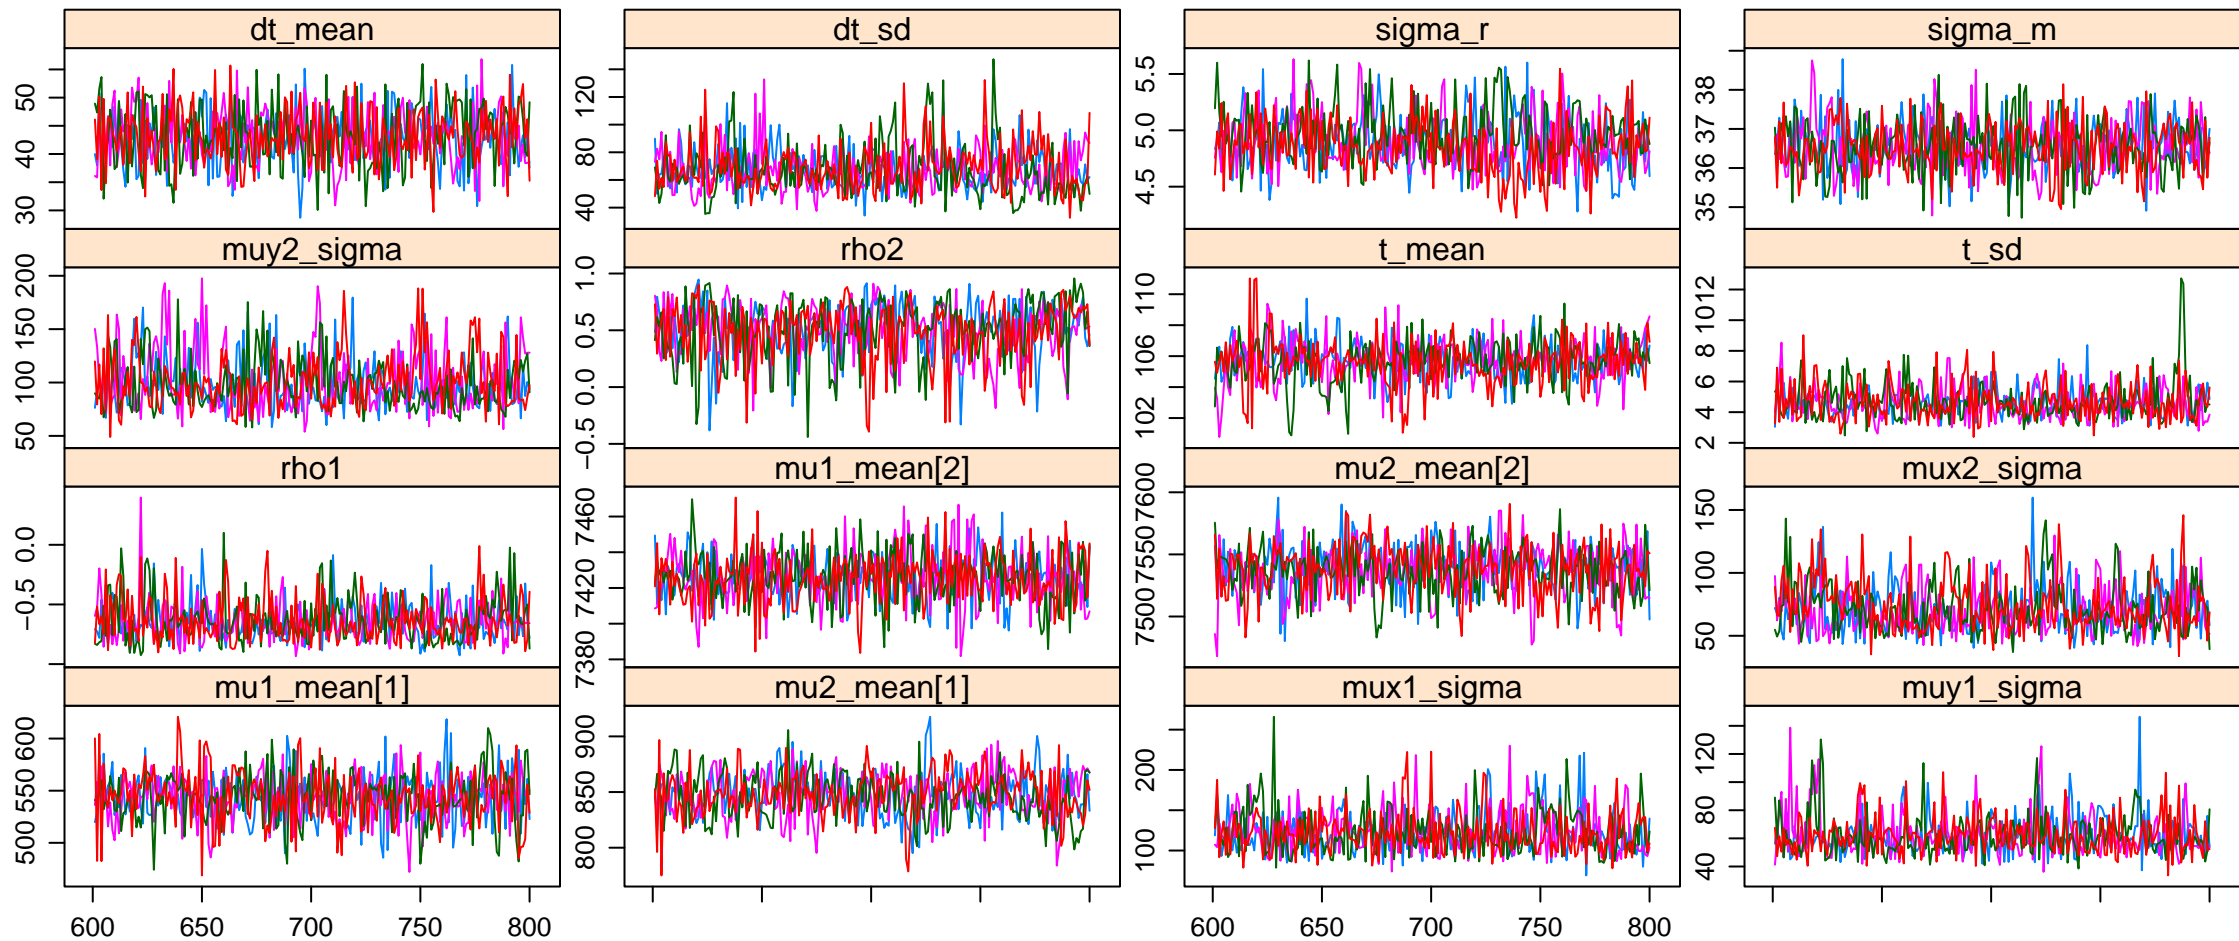 dt_mean dt_sd sigma_r sigma_m
30 40 50
40 80 120
4.5 5.0 5.5
35 36 37 38
muy2_sigma rho2 t_mean t_sd
50 100 150 200
−0.5 0.0 0.5 1.0
102 106 110
2 4 6 8 10 12
rho1 mu1_mean[2] mu2_mean[2] mux2_sigma
−0.5 0.0
7380 7420 7460
7500 7550 7600
50 100 150
mu1_mean[1] mu2_mean[1] mux1_sigma muy1_sigma
500 550 600
800 850 900
100 200
40 80 120
600 650 700 750 800
600 650 700 750 800